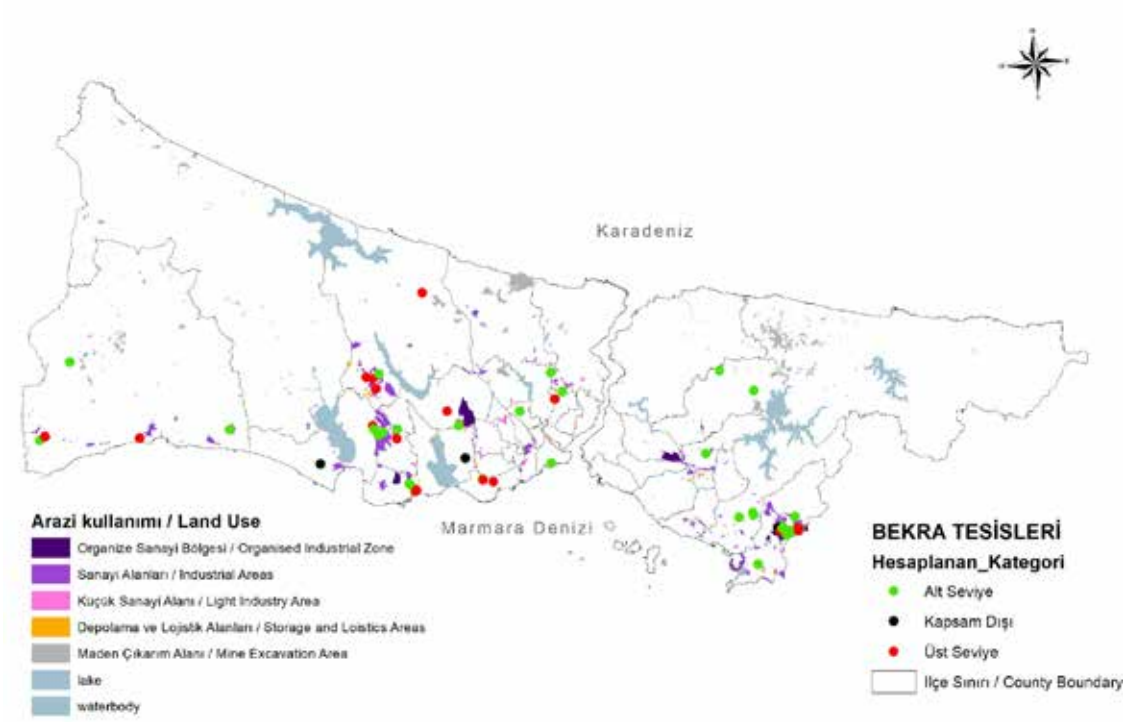 Karadeniz
Marmara Denizi
Arazi kullanımı / Land Use
Organize Sanayi Bölgesi / Organised Industrial Zone
Sanayi Alanları / Industrial Areas
Küçük Sanayi Alanı / Light Industry Area
Depolama ve Lojistik Alanları / Storage and Loistics Areas
Maden Çıkarım Alanı / Mine Excavation Area
lake
waterbody
BEKRA TESİSLERİ
Hesaplanan_Kategori
Alt Seviye
Kapsam Dışı
Üst Seviye
İlçe Sınırı / County Boundary